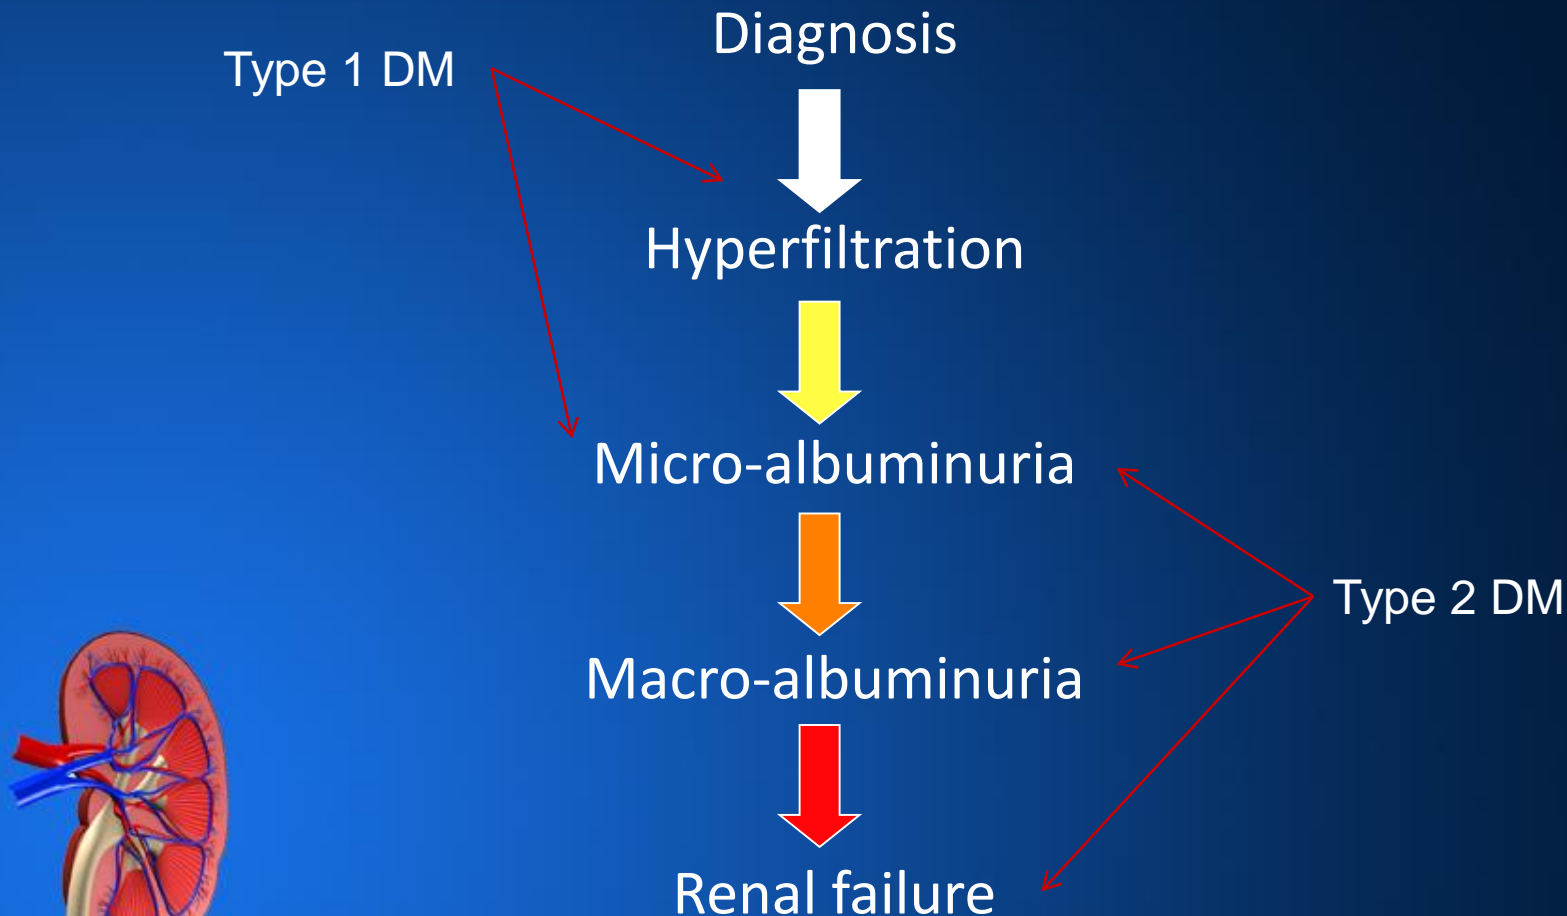 Diagnosis
Type 1 DM
Hyperfiltration
Micro-albuminuria
Type 2 DM
Macro-albuminuria
Renal failure